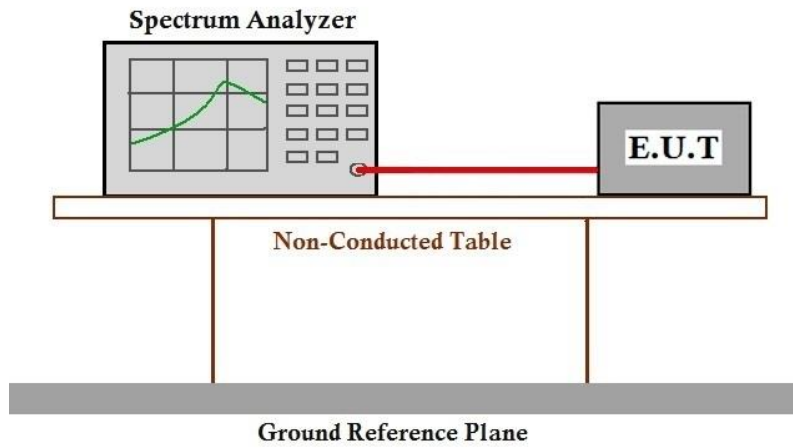 Spectrum Analyzer
E.U.T
Non-Conducted Table
Ground Reference Plane